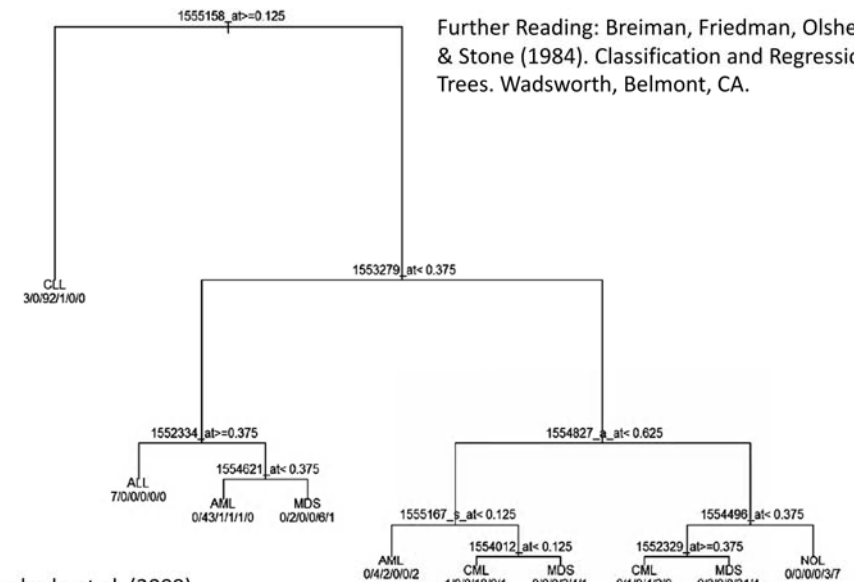 1555158_at>=0.125
Further Reading: Breiman, Friedman, Olshe
& Stone (1984). Classification and Regressio
Trees. Wadsworth, Belmont, CA.
1553279_at< 0.375
CLL
3/0/92/1/0/0
1552334_at>=0.375
1554827_a_at< 0.625
ALL
7/0/0/0/0/0
1554621_at< 0.375
AML
0/43/1/1/1/0
MDS
0/2/0/0/6/1
1555167_s_at< 0.125
1554496_at< 0.375
AML
0/4/2/0/0/2
1554012_at< 0.125
CML
MDS
1552329_at>=0.375
CML
MDS
NOL
0/0/0/0/3/7